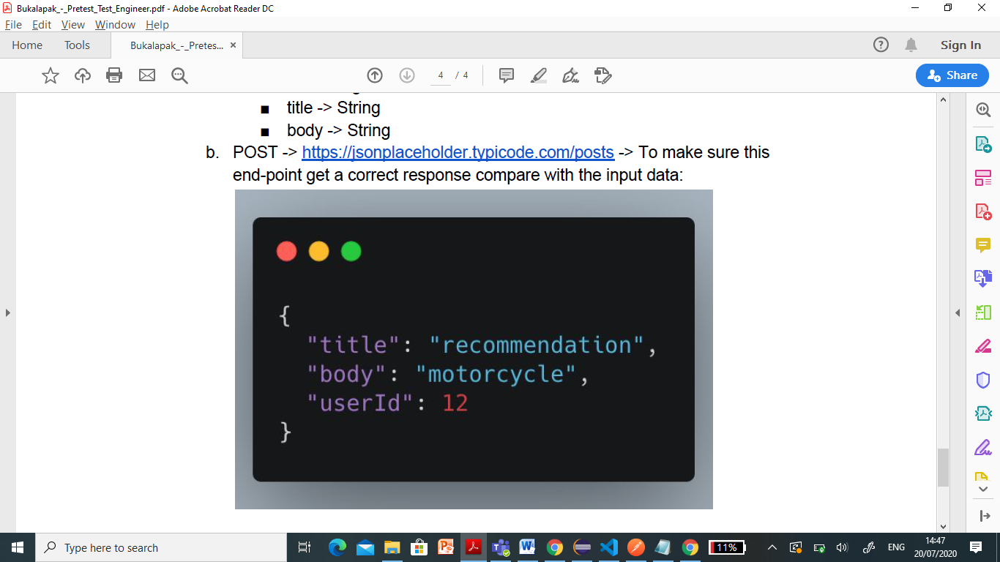 Bukalapak_-_Pretest_Test_Engineer.pdf - Adobe Acrobat Reader DC
File Edit View Window Help
Home Tools Bukalapak_-_Pretes... × Sign In
4 / 4 Share
■ title -> String
■ body -> String
b. POST -> https://jsonplaceholder.typicode.com/posts -> To make sure this
end-point get a correct response compare with the input data:
{
"title": "recommendation",
"body": "motorcycle",
"userId": 12
}
Type here to search 11% ENG 14:47
20/07/2020